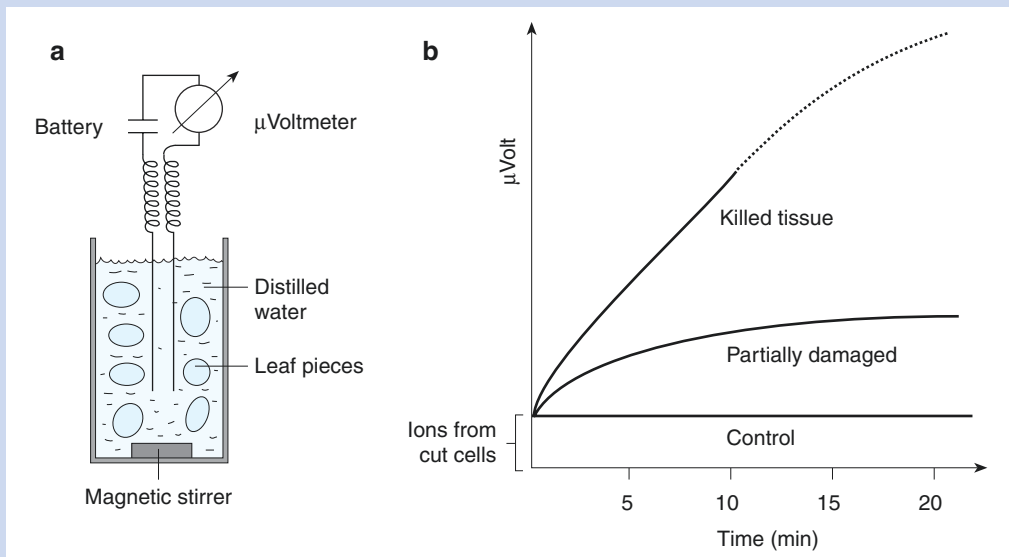 a
Battery
μVoltmeter
Distilled
water
Leaf pieces
Magnetic stirrer
b
μVolt
Killed tissue
Partially damaged
Control
Ions from
cut cells
5
10
15
20
Time (min)